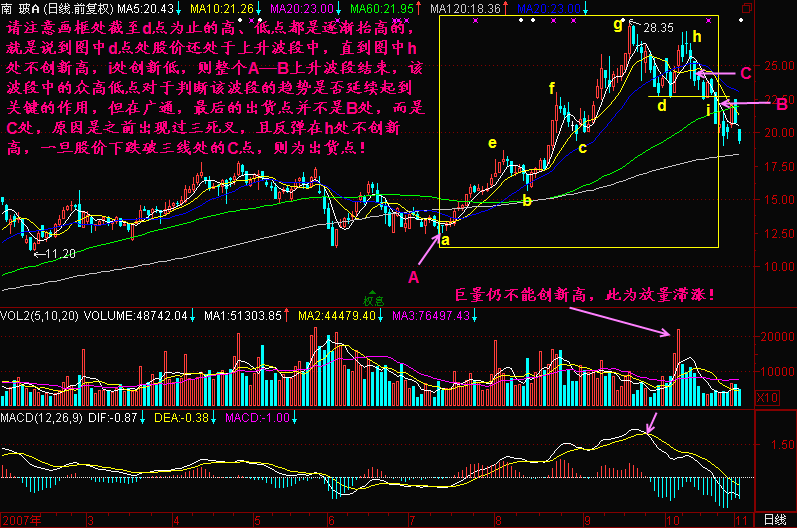 南 玻A (日线.前复权) MA5:20.43↓ MA10:21.26↓ MA20:23.00↓ MA60:21.95↑ MA120:18.36↑ MA20:23.00↓
请注意画框处截至d点为止的高、低点都是逐渐抬高的，
就是说到图中d点处股价还处于上升波段中，直到图中h
处不创新高，i处创新低，则整个A—B上升波段结束，该
波段中的众高低点对于判断该波段的趋势是否延续起到
关键的作用，但在广通，最后的出货点并不是B处，而是
C处，原因是之前出现过三死叉，且反弹在h处不创新
高，一旦股价下跌破三线处的C点，则为出货点！
g
28.35
h
25.00
C
f
d
i
B
22.50
20.00
e
c
17.50
b
15.00
a
12.50
11.20
A
10.00
权息
巨量仍不能创新高，此为放量滞涨！
VOL2(5,10,20) VOLUME:48742.04↓ MA1:51303.85↑ MA2:44479.40↓ MA3:76497.43↓
20000
10000
X10
MACD(12,26,9) DIF:-0.87↓ DEA:-0.38↓ MACD:-1.00↓
1.50
0.00
2007年 3 4 5 6 7 8 9 10 11 日线